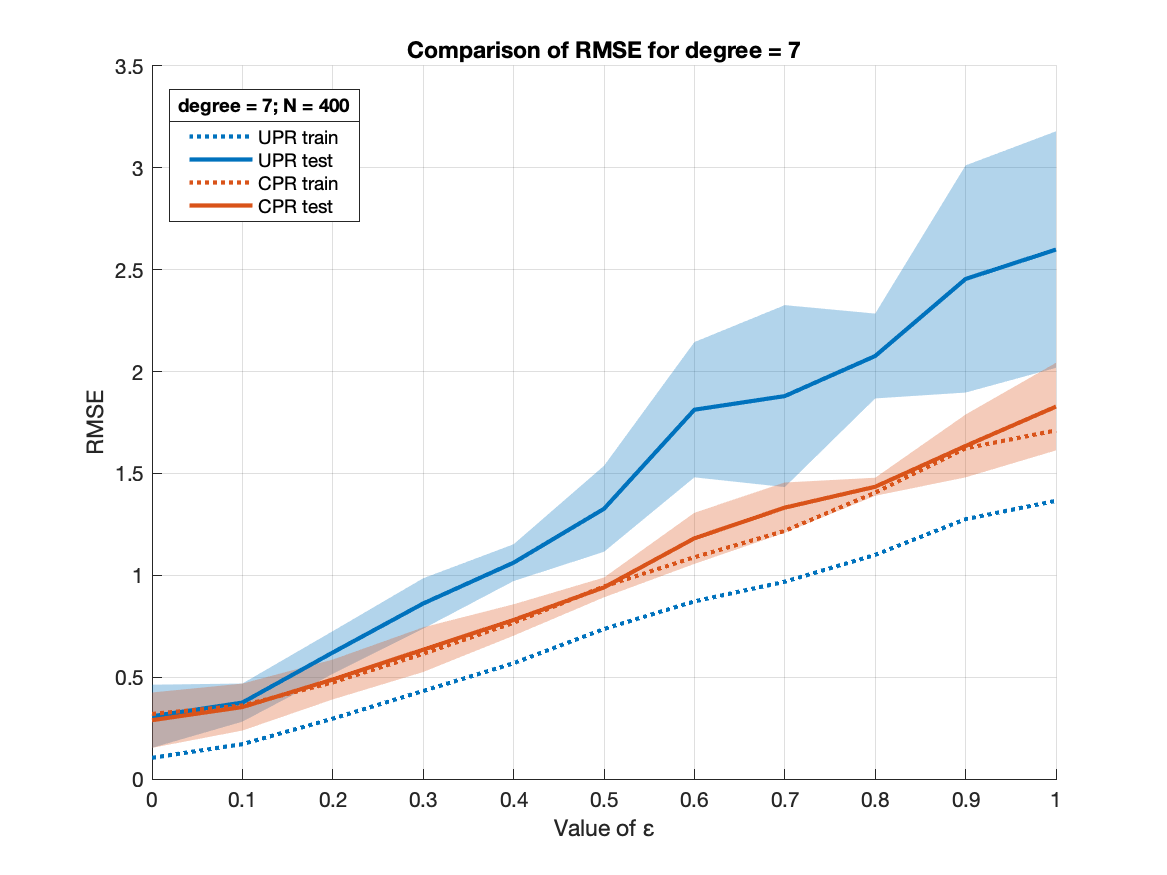 Comparison of RMSE for degree = 7
3.5
3
2.5
2
1.5
1
0.5
0
RMSE
degree = 7; N = 400
UPR train
UPR test
CPR train
CPR test
0 0.1 0.2 0.3 0.4 0.5 0.6 0.7 0.8 0.9 1
Value of ε